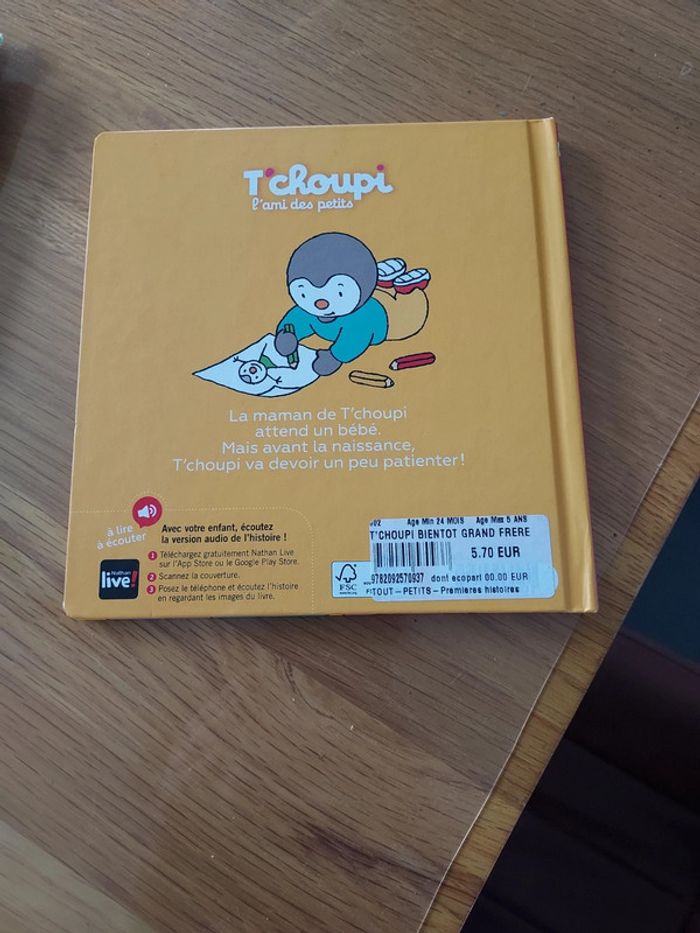 T'choupi
l'ami des petits
La maman de T'choupi
attend un bébé.
Mais avant la naissance,
T'choupi va devoir un peu patienter !
à lire
à écouter
Avec votre enfant, écoutez
la version audio de l'histoire !
1 Téléchargez gratuitement Nathan Live
sur l'App Store ou le Google Play Store.
2 Scannez la couverture.
3 Posez le téléphone et écoutez l'histoire
en regardant les images du livre.
Nathan
live!
FSC
Age Min 24 MOIS Age Max 5 ANS
T'CHOUPI BIENTOT GRAND FRERE
5.70 EUR
9782092570937 dont ecopart 00.00 EUR
TOUT-PETITS-Premieres histoires